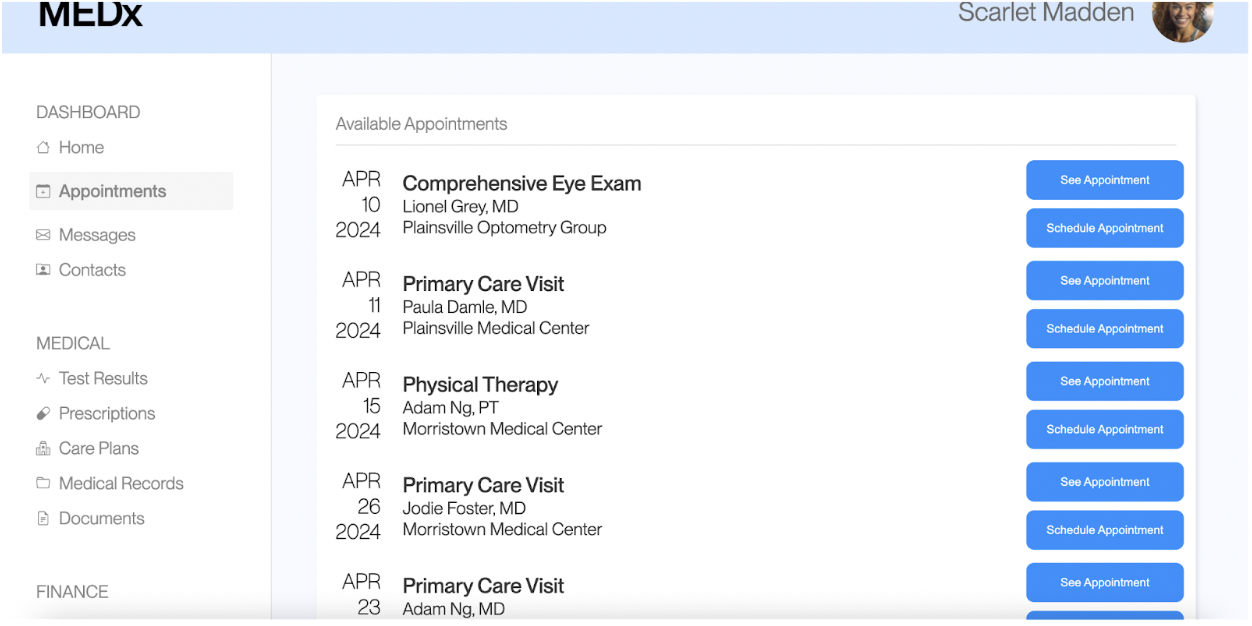 MEDx
Scarlet Madden
DASHBOARD
Home
Appointments
Messages
Contacts
MEDICAL
Test Results
Prescriptions
Care Plans
Medical Records
Documents
FINANCE
Available Appointments
APR
10
2024
Comprehensive Eye Exam
Lionel Grey, MD
Plainsville Optometry Group
See Appointment
Schedule Appointment
APR
11
2024
Primary Care Visit
Paula Damle, MD
Plainsville Medical Center
See Appointment
Schedule Appointment
APR
15
2024
Physical Therapy
Adam Ng, PT
Morristown Medical Center
See Appointment
Schedule Appointment
APR
26
2024
Primary Care Visit
Jodie Foster, MD
Morristown Medical Center
See Appointment
Schedule Appointment
APR
23
Primary Care Visit
Adam Ng, MD
See Appointment